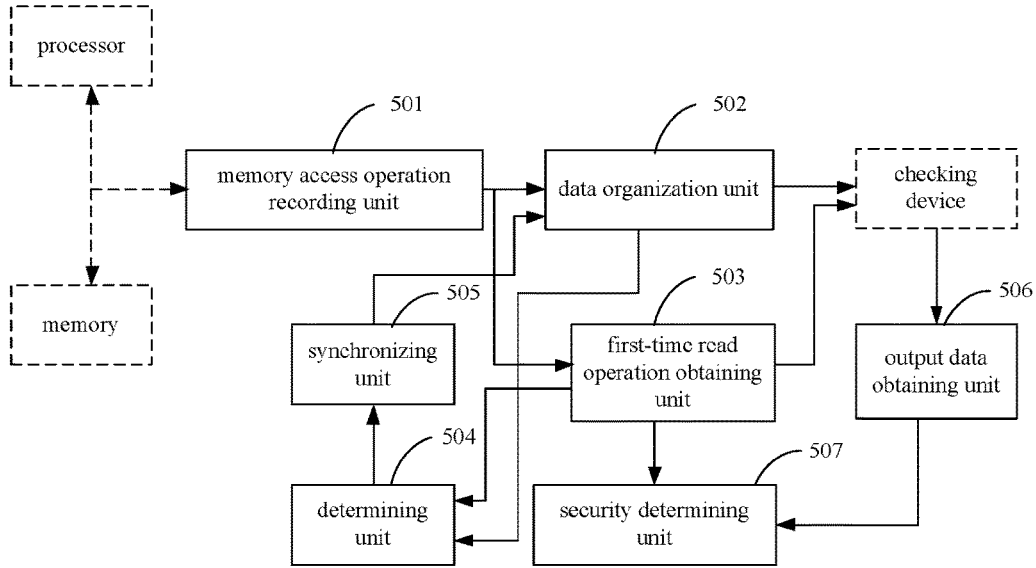 processor
501
502
memory access operation
recording unit
data organization unit
checking
device
memory
505
503
506
synchronizing
unit
first-time read
operation obtaining
unit
output data
obtaining unit
504
507
determining
unit
security determining
unit